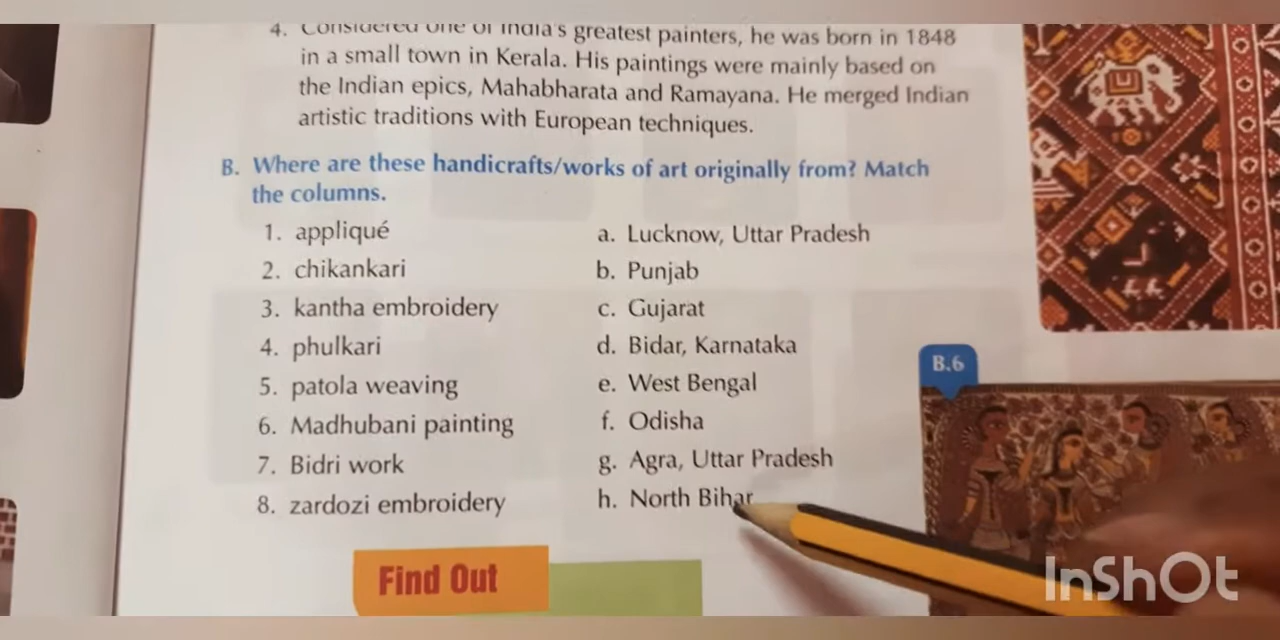 4. Considered one of India's greatest painters, he was born in 1848
in a small town in Kerala. His paintings were mainly based on
the Indian epics, Mahabharata and Ramayana. He merged Indian
artistic traditions with European techniques.
B. Where are these handicrafts/works of art originally from? Match
the columns.
1. appliqué a. Lucknow, Uttar Pradesh
2. chikankari b. Punjab
3. kantha embroidery c. Gujarat
4. phulkari d. Bidar, Karnataka
5. patola weaving e. West Bengal
6. Madhubani painting f. Odisha
7. Bidri work g. Agra, Uttar Pradesh
8. zardozi embroidery h. North Bihar
B.6
Find Out
InShOt